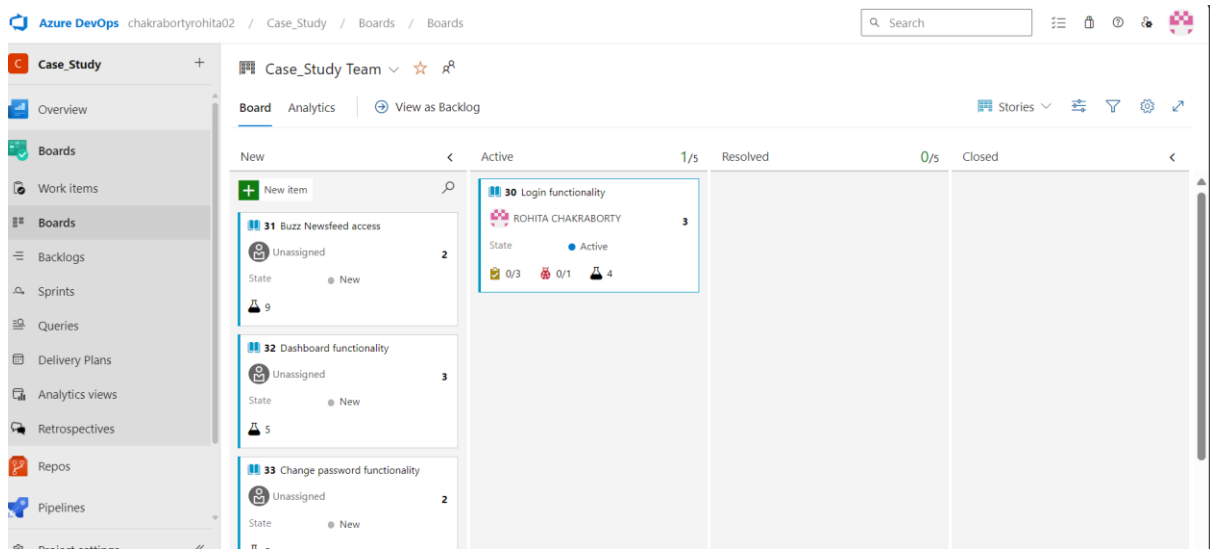 Azure DevOps chakrabortyrohita02 / Case_Study / Boards / Boards
Search
C Case_Study +
Overview
Boards
Work items
Boards
Backlogs
Sprints
Queries
Delivery Plans
Analytics views
Retrospectives
Repos
Pipelines
Project settings
Case_Study Team
Board Analytics View as Backlog
Stories
New
New item
31 Buzz Newsfeed access
Unassigned
2
State New
9
32 Dashboard functionality
Unassigned
3
State New
5
33 Change password functionality
Unassigned
2
State New
Active 1/5
30 Login functionality
ROHITA CHAKRABORTY
3
State Active
0/3 0/1 4
Resolved 0/5
Closed